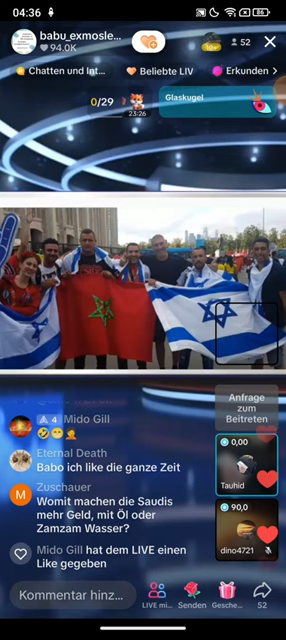 04:36
86
babu_exmosle...
94.0K
10+
52
Chatten und Int...
Beliebte LIV
Erkunden
0/29
23:26
Glaskugel
4 Mido Gill
Eternal Death
Babo ich like die ganze Zeit
M
Zuschauer
Womit machen die Saudis
mehr Geld, mit Öl oder
Zamzam Wasser?
Mido Gill hat dem LIVE einen
Like gegeben
Anfrage
zum
Beitreten
0,00
Tauhid
90,0
dino4721
Kommentar hinz...
LIVE mi...
Senden
Gesche...
52